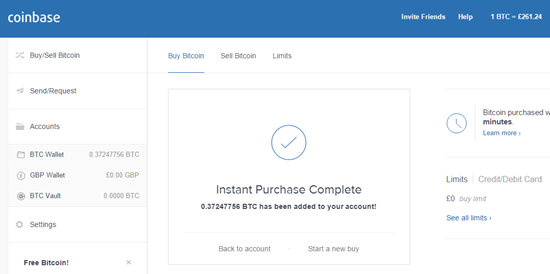 coinbase
Invite Friends Help 1 BTC = £261.24
Buy/Sell Bitcoin
Send/Request
Accounts
BTC Wallet 0.37247756 BTC
GBP Wallet £0.00 GBP
BTC Vault 0.0000 BTC
Settings
Free Bitcoin! ×
Buy Bitcoin Sell Bitcoin Limits
Instant Purchase Complete
0.37247756 BTC has been added to your account!
Back to account · Start a new buy
Bitcoin purchased
minutes.
Learn more ›
Limits Credit/Debit Card
£0 buy limit
See all limits ›